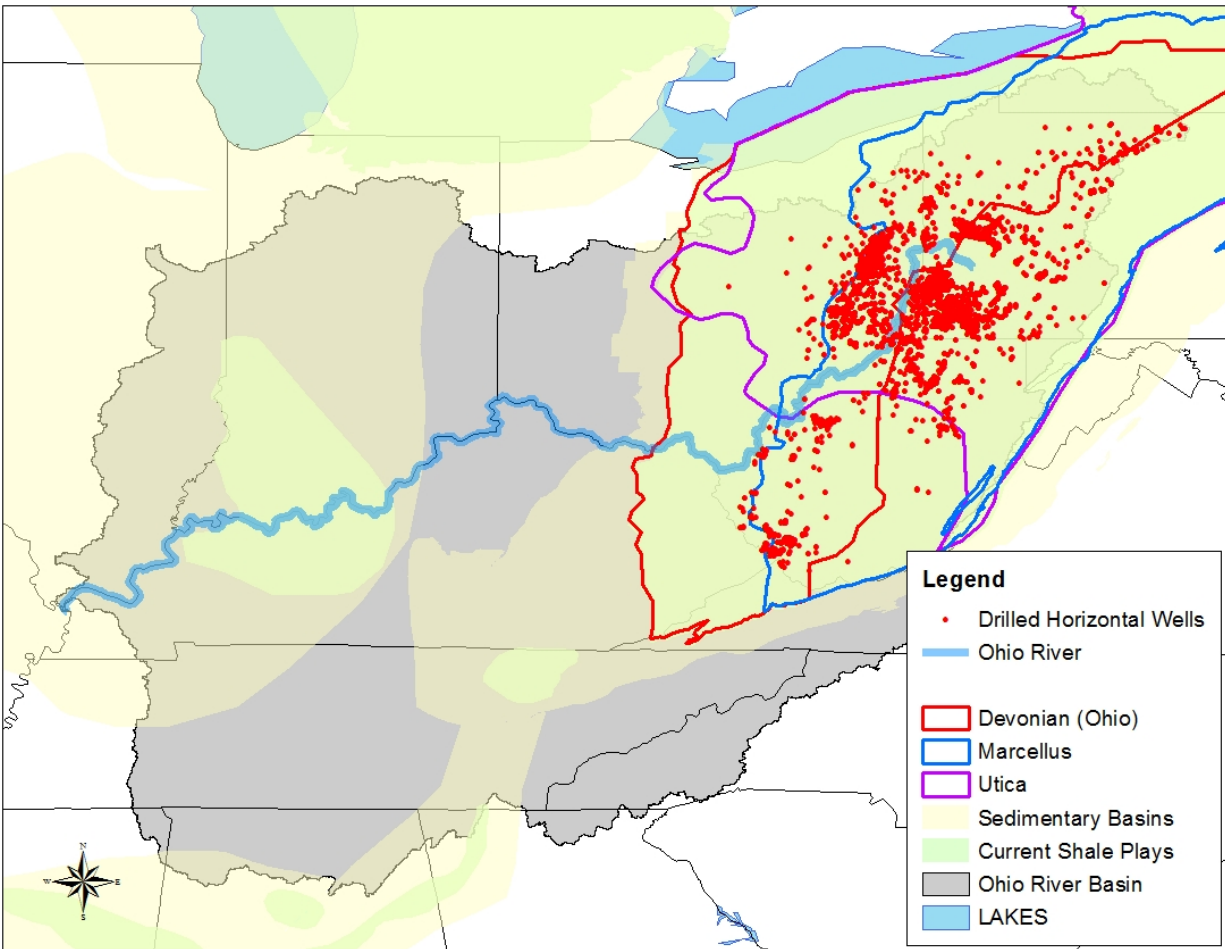 Legend
Drilled Horizontal Wells
Ohio River
Devonian (Ohio)
Marcellus
Utica
Sedimentary Basins
Current Shale Plays
Ohio River Basin
LAKES
N
W
E
S